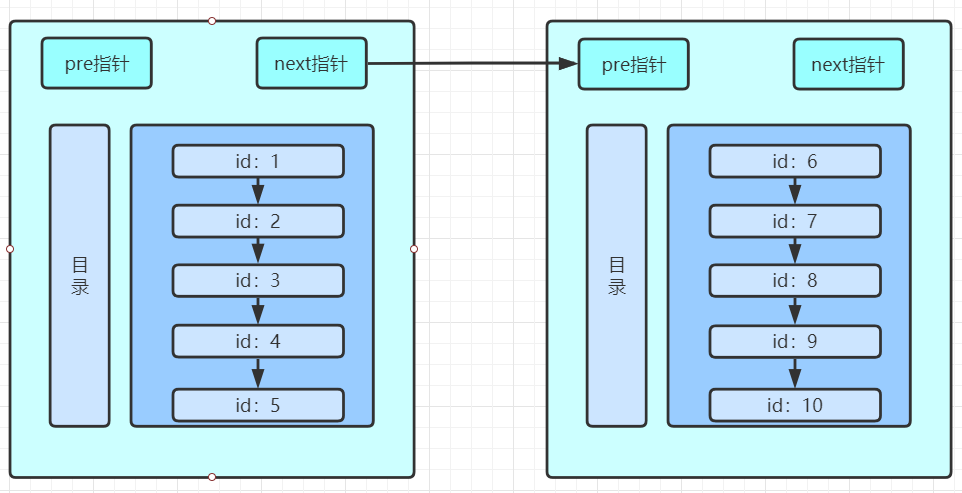 pre指针
next指针
目
录
id：1
id：2
id：3
id：4
id：5
pre指针
next指针
目
录
id：6
id：7
id：8
id：9
id：10